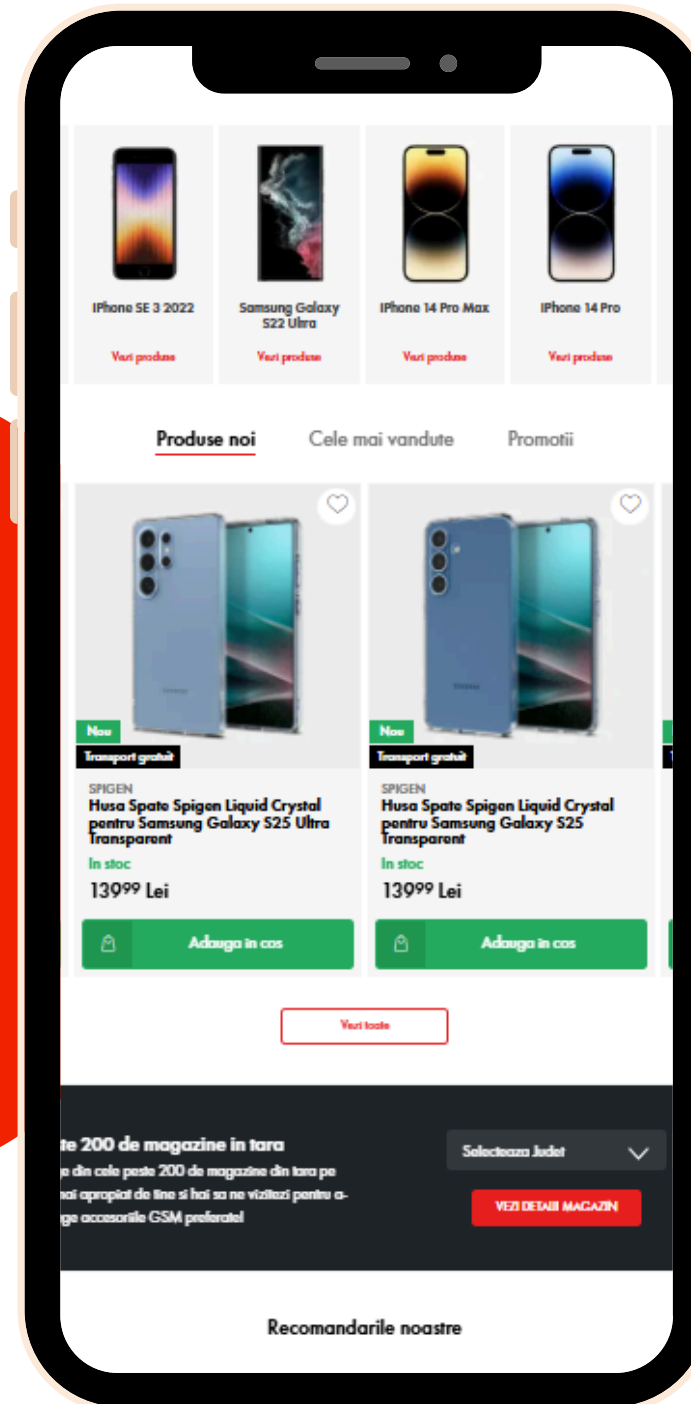 IPhone SE 3 2022
Vezi produse
Samsung Galaxy
S22 Ultra
Vezi produse
IPhone 14 Pro Max
Vezi produse
IPhone 14 Pro
Vezi produse
Produse noi
Cele mai vandute
Promotii
Nou
Transport gratuit
SPIGEN
Husa Spate Spigen Liquid Crystal
pentru Samsung Galaxy S25 Ultra
Transparent
In stoc
139⁹⁹ Lei
Adauga in cos
Nou
Transport gratuit
SPIGEN
Husa Spate Spigen Liquid Crystal
pentru Samsung Galaxy S25
Transparent
In stoc
139⁹⁹ Lei
Adauga in cos
Vezi toate
te 200 de magazine in tara
e din cele peste 200 de magazine din tara pe
nai apropiat de tine si hai sa ne vizitezi pentru a-
ge accesoriile GSM preferate!
Selecteaza Judet
VEZI DETALII MAGAZIN
Recomandarile noastre